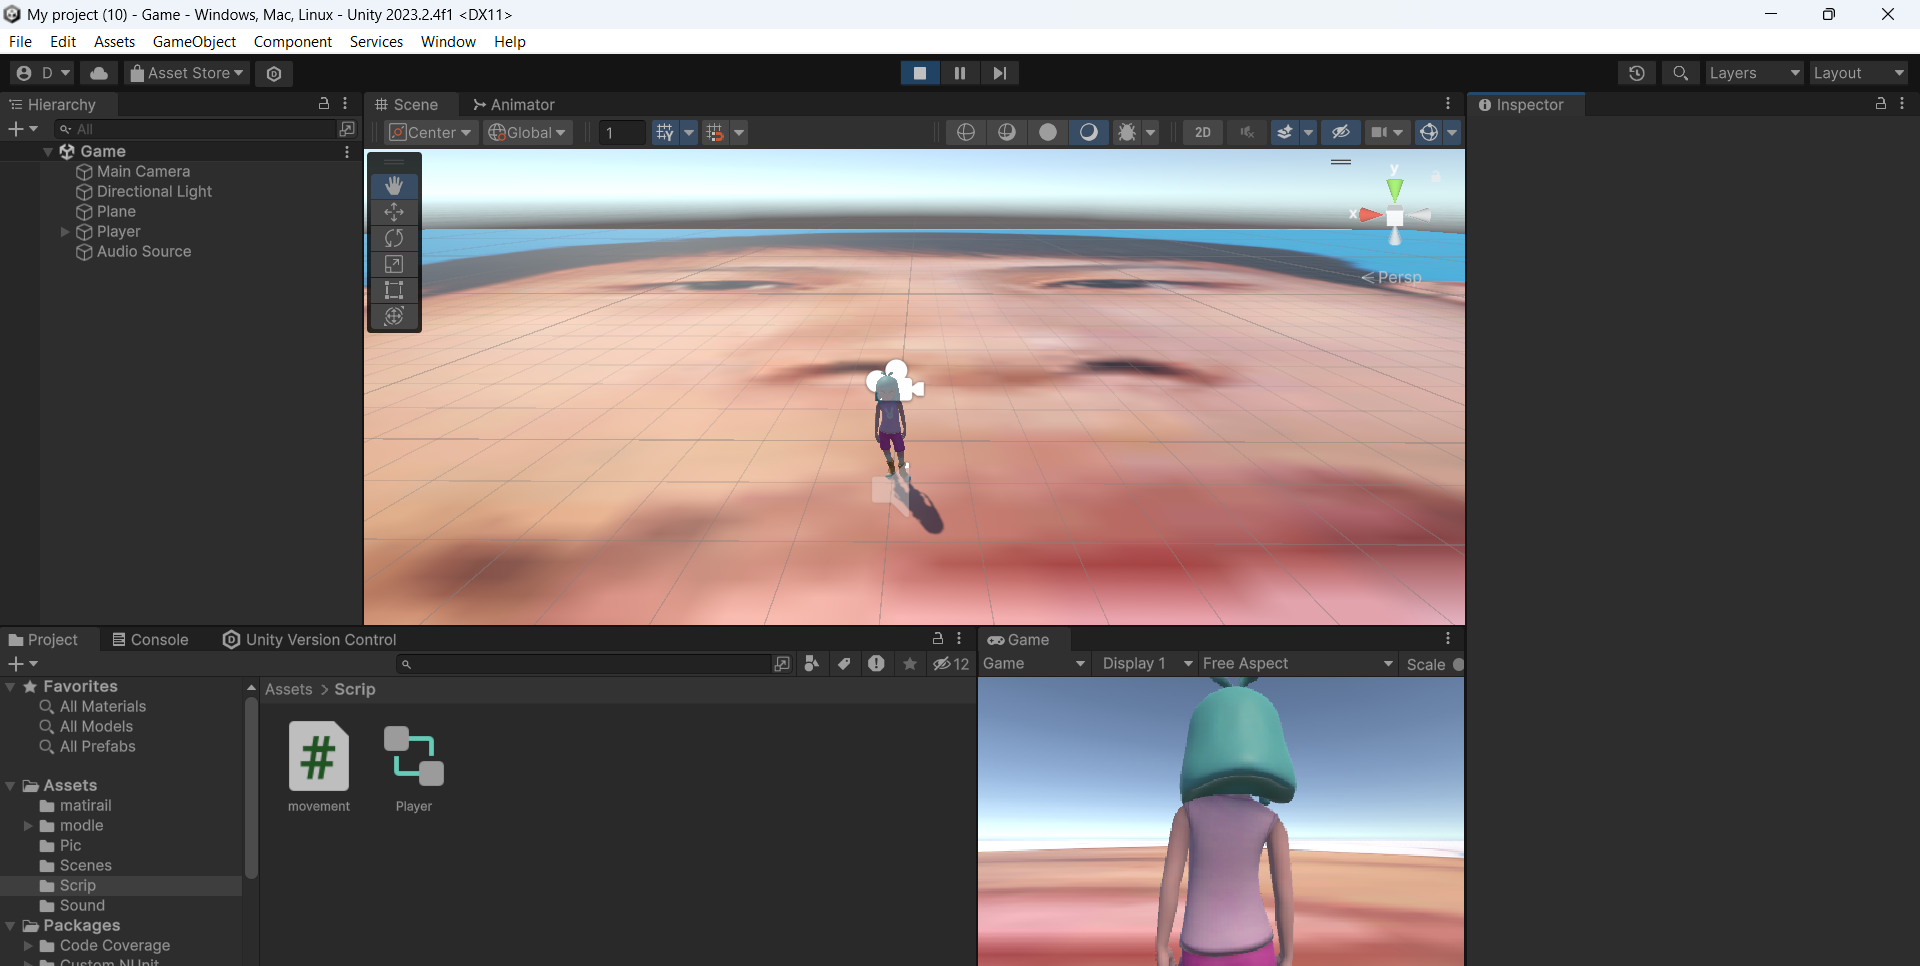 My project (10) - Game - Windows, Mac, Linux - Unity 2023.2.4f1 <DX11>
File Edit Assets GameObject Component Services Window Help
D Asset Store Layers Layout
Hierarchy
All
Game
Main Camera
Directional Light
Plane
Player
Audio Source
Scene Animator
Center Global 1 2D
y
x
Persp
Inspector
Project Console Unity Version Control
12
Favorites
All Materials
All Models
All Prefabs
Assets
matirail
modle
Pic
Scenes
Scrip
Sound
Packages
Code Coverage
Custom NUnit
Assets > Scrip
#
movement Player
Game
Game Display 1 Free Aspect Scale